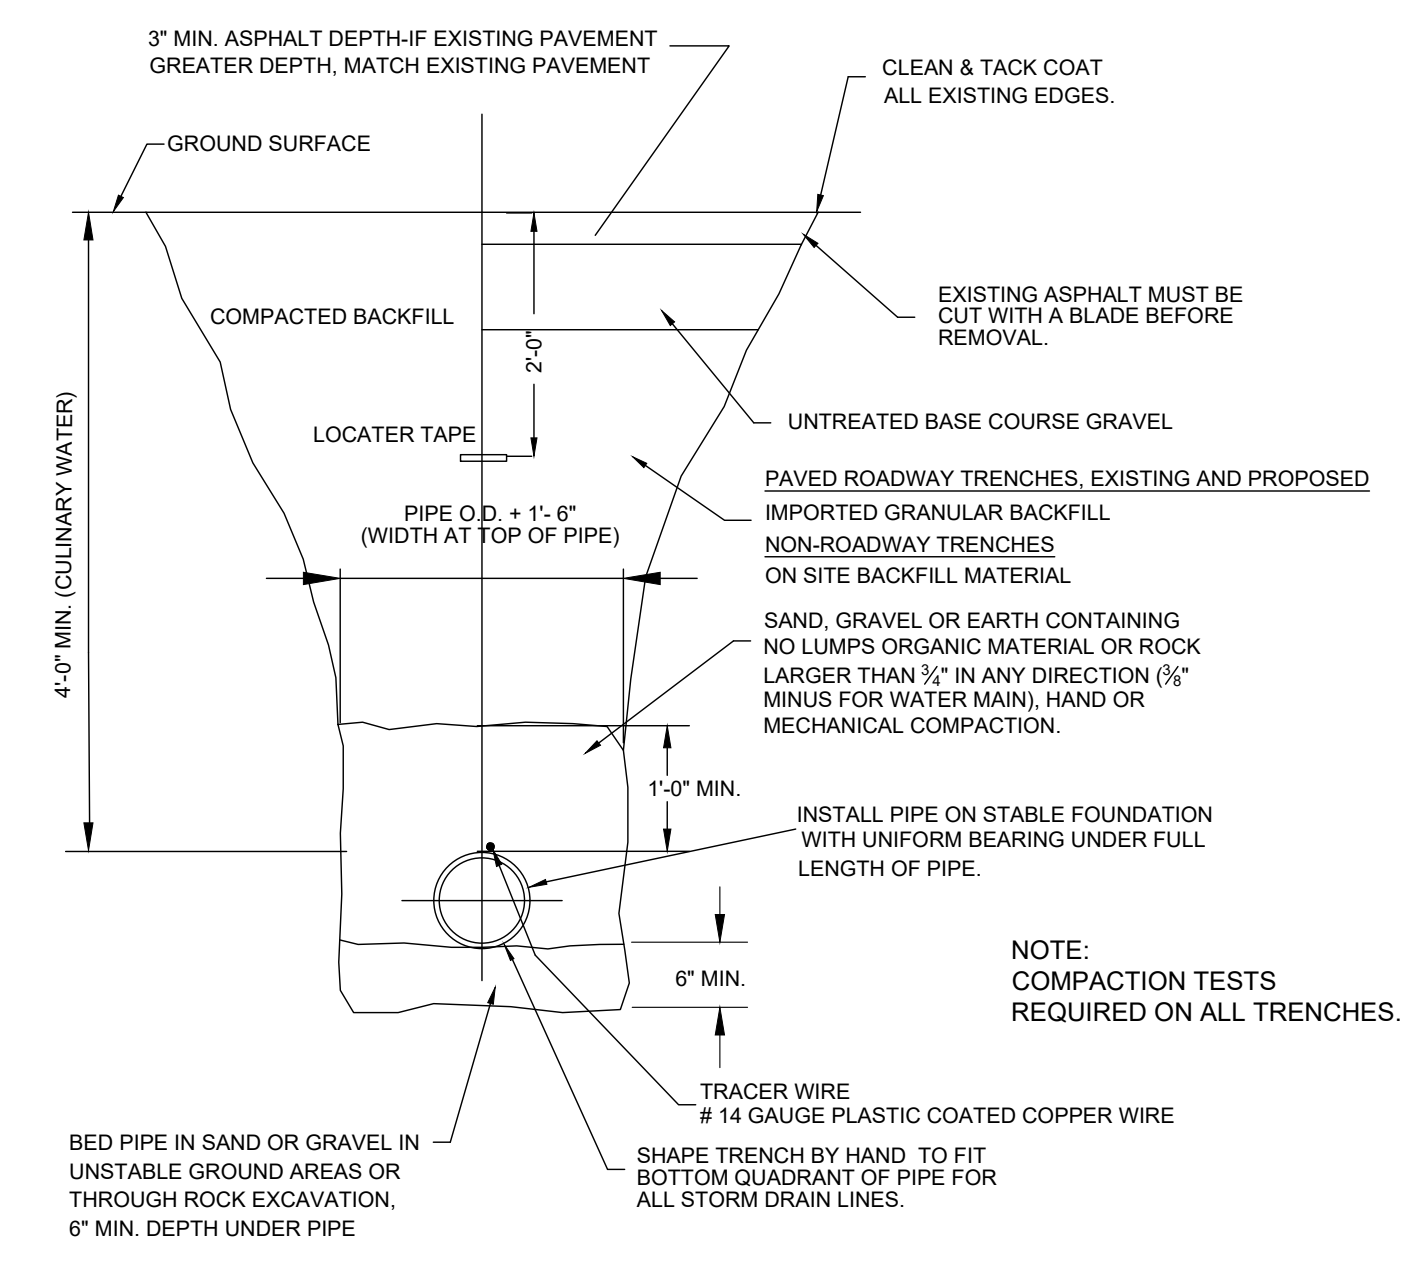 3" MIN. ASPHALT DEPTH-IF EXISTING PAVEMENT
GREATER DEPTH, MATCH EXISTING PAVEMENT
CLEAN & TACK COAT
ALL EXISTING EDGES.
GROUND SURFACE
EXISTING ASPHALT MUST BE
CUT WITH A BLADE BEFORE
REMOVAL.
COMPACTED BACKFILL
2'-0"
UNTREATED BASE COURSE GRAVEL
LOCATER TAPE
4'-0" MIN. (CULINARY WATER)
PIPE O.D. + 1'- 6"
(WIDTH AT TOP OF PIPE)
PAVED ROADWAY TRENCHES, EXISTING AND PROPOSED
IMPORTED GRANULAR BACKFILL
NON-ROADWAY TRENCHES
ON SITE BACKFILL MATERIAL
SAND, GRAVEL OR EARTH CONTAINING
NO LUMPS ORGANIC MATERIAL OR ROCK
LARGER THAN 3/4" IN ANY DIRECTION (3/8"
MINUS FOR WATER MAIN), HAND OR
MECHANICAL COMPACTION.
1'-0" MIN.
INSTALL PIPE ON STABLE FOUNDATION
WITH UNIFORM BEARING UNDER FULL
LENGTH OF PIPE.
6" MIN.
NOTE:
COMPACTION TESTS
REQUIRED ON ALL TRENCHES.
TRACER WIRE
# 14 GAUGE PLASTIC COATED COPPER WIRE
BED PIPE IN SAND OR GRAVEL IN
UNSTABLE GROUND AREAS OR
THROUGH ROCK EXCAVATION,
6" MIN. DEPTH UNDER PIPE
SHAPE TRENCH BY HAND TO FIT
BOTTOM QUADRANT OF PIPE FOR
ALL STORM DRAIN LINES.